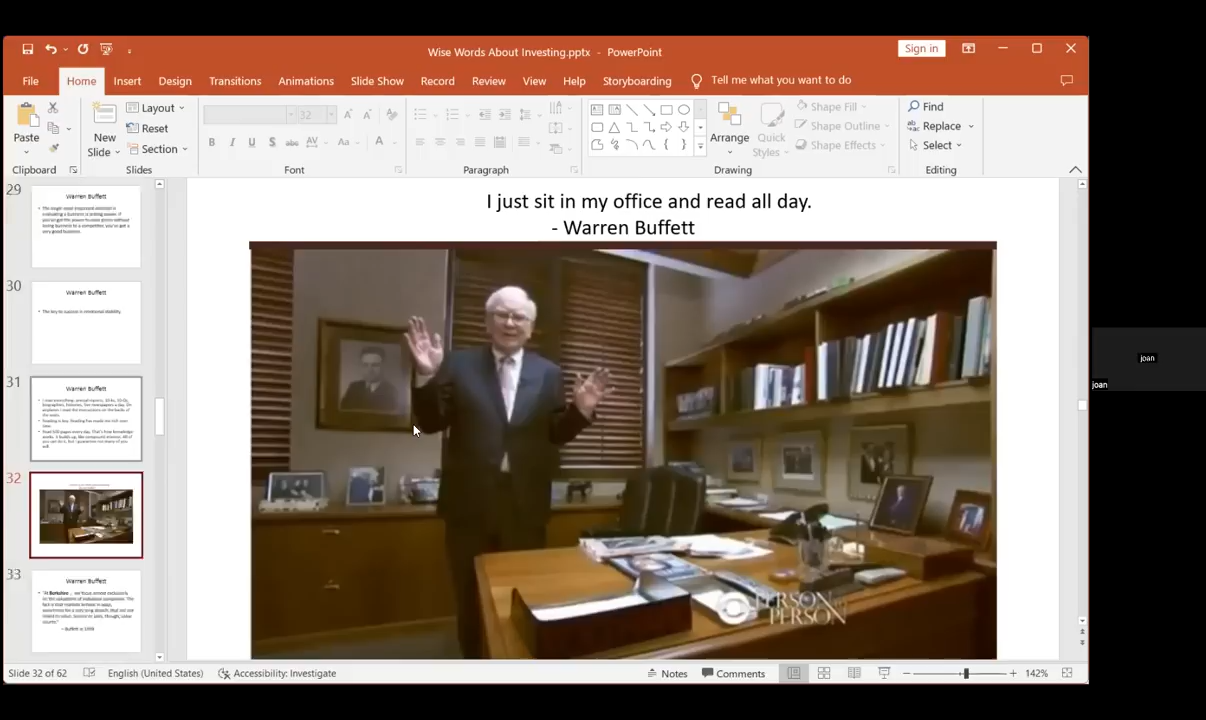 Wise Words About Investing.pptx - PowerPoint
Sign in
File Home Insert Design Transitions Animations Slide Show Record Review View Help Storyboarding Tell me what you want to do
Paste
New
Slide
Layout
Reset
Section
32
B I U S abc AV Aa A
Shape Fill
Shape Outline
Shape Effects
Arrange
Quick
Styles
Find
Replace
Select
Clipboard Slides Font Paragraph Drawing Editing
29
Warren Buffett
30
Warren Buffett
• The key to success is emotional stability.
31
Warren Buffett
32
33
Warren Buffett
I just sit in my office and read all day.
- Warren Buffett
PERSON
PERSON
joan
joan
Slide 32 of 62 English (United States) Accessibility: Investigate Notes Comments 142%